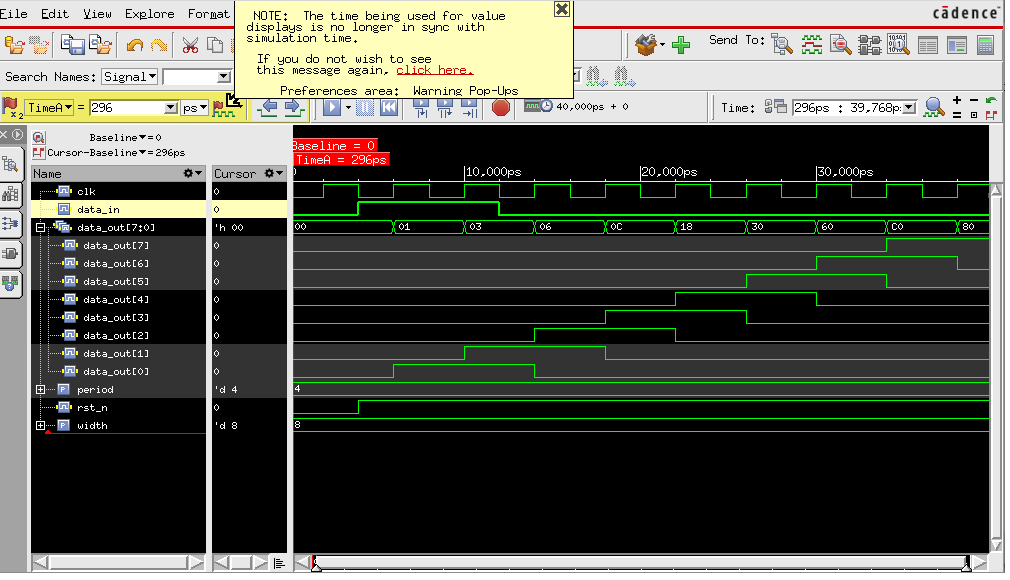 File Edit View Explore Format
cādence
NOTE: The time being used for value
displays is no longer in sync with
simulation time.
If you do not wish to see
this message again, click here.
Preferences area: Warning Pop-Ups
Send To:
Search Names: Signal
TimeA = 296 ps
40,000ps + 0
Time: 296ps : 39,768p
Baseline = 0
Cursor-Baseline = 296ps
Baseline = 0
TimeA = 296ps
Name Cursor
10,000ps 20,000ps 30,000ps
clk 0
data_in 0
data_out[7:0] 'h 00 00 01 03 06 0C 18 30 60 C0 80
data_out[7] 0
data_out[6] 0
data_out[5] 0
data_out[4] 0
data_out[3] 0
data_out[2] 0
data_out[1] 0
data_out[0] 0
period 'd 4 4
rst_n 0
width 'd 8 8